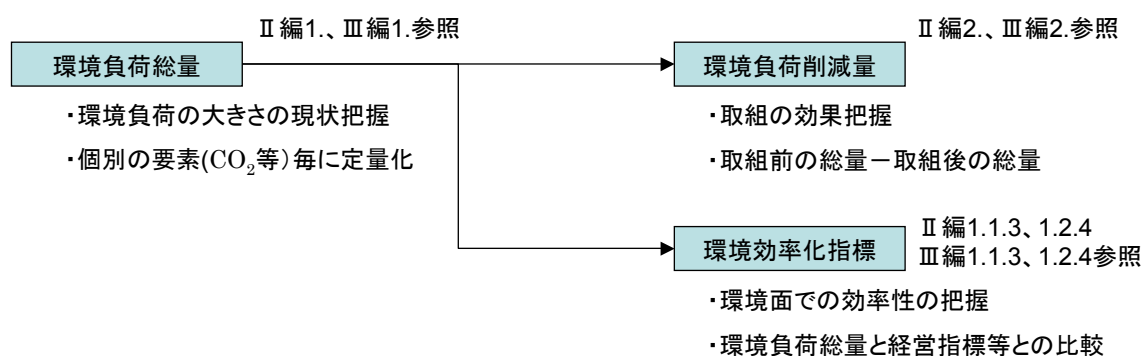 Ⅱ編1.、Ⅲ編1.参照
環境負荷総量
・環境負荷の大きさの現状把握
・個別の要素(CO₂等）毎に定量化
Ⅱ編2.、Ⅲ編2.参照
環境負荷削減量
・取組の効果把握
・取組前の総量－取組後の総量
Ⅱ編1.1.3、1.2.4
Ⅲ編1.1.3、1.2.4参照
環境効率化指標
・環境面での効率性の把握
・環境負荷総量と経営指標等との比較